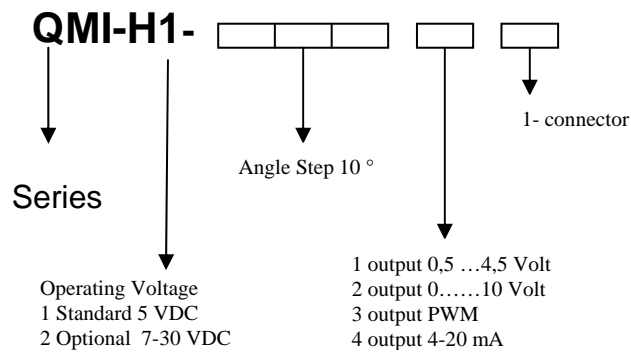 QMI-H1-
1- connector
Angle Step 10 °
Series
Operating Voltage
1 Standard 5 VDC
2 Optional 7-30 VDC
1 output 0,5 …4,5 Volt
2 output 0……10 Volt
3 output PWM
4 output 4-20 mA